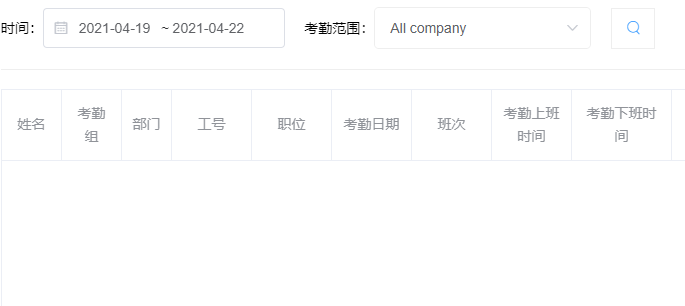 时间： 2021-04-19 ~ 2021-04-22 考勤范围： All company
姓名 考勤组 部门 工号 职位 考勤日期 班次 考勤上班时间 考勤下班时间